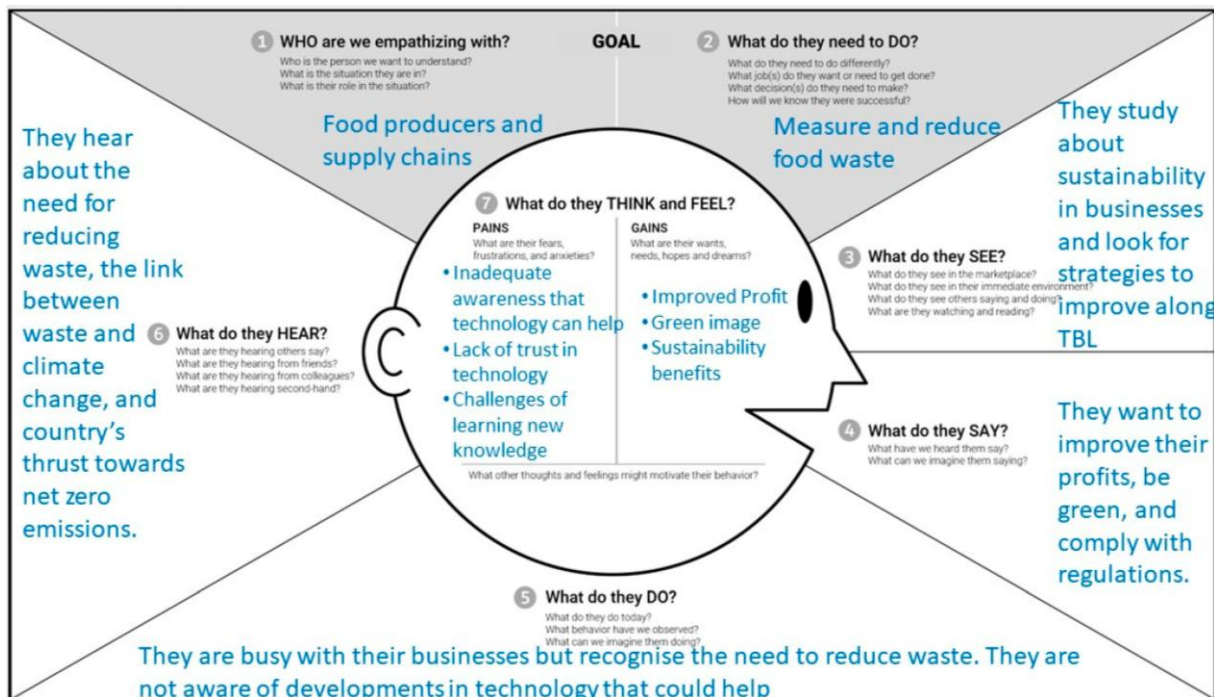 1 WHO are we empathizing with?
Who is the person we want to understand?
What is the situation they are in?
What is their role in the situation?
Food producers and
supply chains
GOAL
2 What do they need to DO?
What do they need to do differently?
What job(s) do they want or need to get done?
What decision(s) do they need to make?
How will we know they were successful?
Measure and reduce
food waste
3 What do they SEE?
What do they see in the marketplace?
What do they see in their immediate environment?
What do they see others saying and doing?
What are they watching and reading?
They study
about
sustainability
in businesses
and look for
strategies to
improve along
TBL
4 What do they SAY?
What have we heard them say?
What can we imagine them saying?
They want to
improve their
profits, be
green, and
comply with
regulations.
5 What do they DO?
What do they do today?
What behavior have we observed?
What can we imagine them doing?
They are busy with their businesses but recognise the need to reduce waste. They are
not aware of developments in technology that could help
6 What do they HEAR?
What are they hearing others say?
What are they hearing from friends?
What are they hearing from colleagues?
What are they hearing second-hand?
They hear
about the
need for
reducing
waste, the link
between
waste and
climate
change, and
country's
thrust towards
net zero
emissions.
7 What do they THINK and FEEL?
PAINS
What are their fears,
frustrations, and anxieties?
• Inadequate
awareness that
technology can help
• Lack of trust in
technology
• Challenges of
learning new
knowledge
GAINS
What are their wants,
needs, hopes and dreams?
• Improved Profit
• Green image
• Sustainability
benefits
What other thoughts and feelings might motivate their behavior?